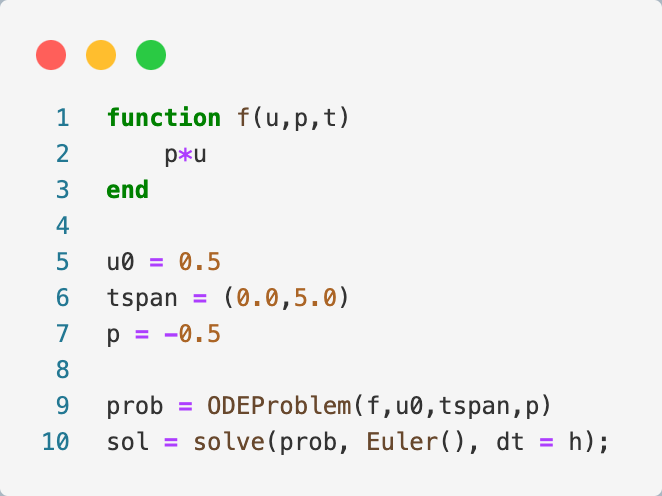 1 function f(u,p,t)
2     p*u
3 end
4
5 u0 = 0.5
6 tspan = (0.0,5.0)
7 p = -0.5
8
9 prob = ODEProblem(f,u0,tspan,p)
10 sol = solve(prob, Euler(), dt = h);